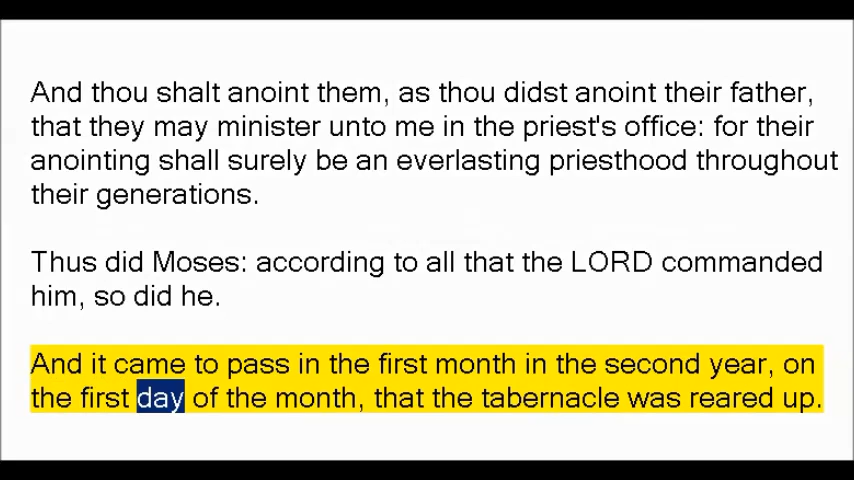 And thou shalt anoint them, as thou didst anoint their father,
that they may minister unto me in the priest's office: for their
anointing shall surely be an everlasting priesthood throughout
their generations.
Thus did Moses: according to all that the LORD commanded
him, so did he.
And it came to pass in the first month in the second year, on
the first day of the month, that the tabernacle was reared up.